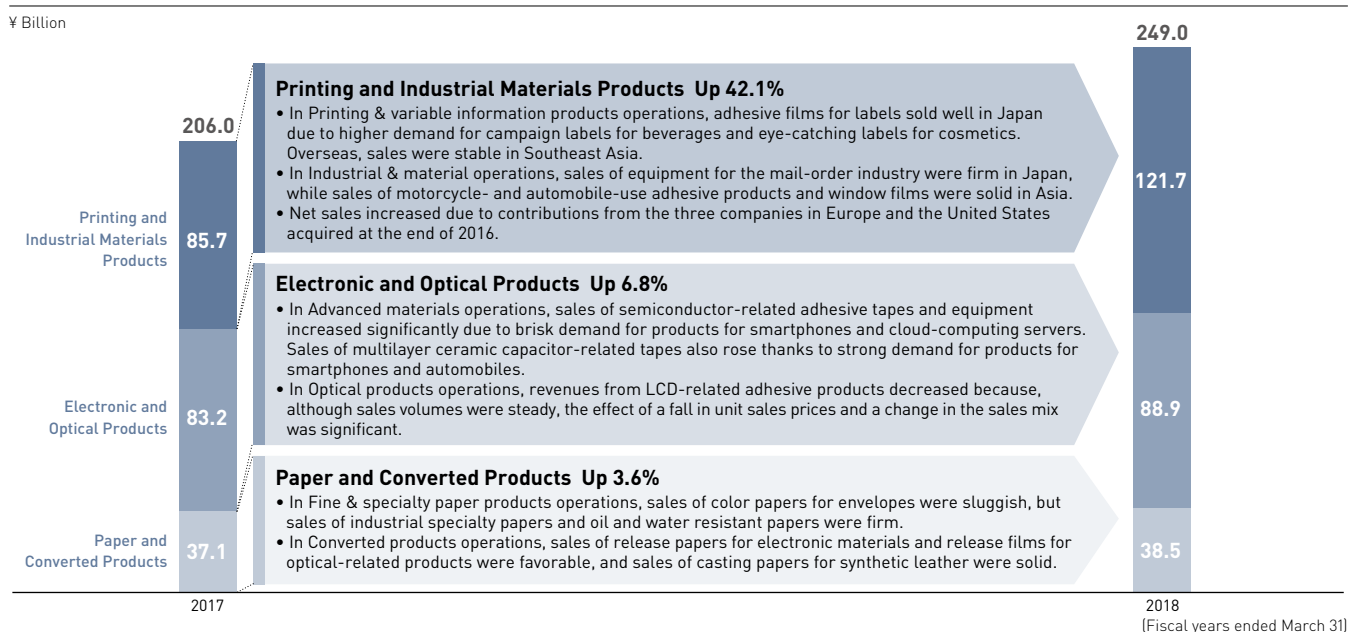 ¥ Billion
249.0
206.0
Printing and Industrial Materials Products Up 42.1%
• In Printing & variable information products operations, adhesive films for labels sold well in Japan
due to higher demand for campaign labels for beverages and eye-catching labels for cosmetics.
Overseas, sales were stable in Southeast Asia.
• In Industrial & material operations, sales of equipment for the mail-order industry were firm in Japan,
while sales of motorcycle- and automobile-use adhesive products and window films were solid in Asia.
• Net sales increased due to contributions from the three companies in Europe and the United States
acquired at the end of 2016.
Printing and
Industrial Materials
Products
85.7
121.7
Electronic and Optical Products Up 6.8%
• In Advanced materials operations, sales of semiconductor-related adhesive tapes and equipment
increased significantly due to brisk demand for products for smartphones and cloud-computing servers.
Sales of multilayer ceramic capacitor-related tapes also rose thanks to strong demand for products for
smartphones and automobiles.
• In Optical products operations, revenues from LCD-related adhesive products decreased because,
although sales volumes were steady, the effect of a fall in unit sales prices and a change in the sales mix
was significant.
Electronic and
Optical Products
83.2
88.9
Paper and Converted Products Up 3.6%
• In Fine & specialty paper products operations, sales of color papers for envelopes were sluggish, but
sales of industrial specialty papers and oil and water resistant papers were firm.
• In Converted products operations, sales of release papers for electronic materials and release films for
optical-related products were favorable, and sales of casting papers for synthetic leather were solid.
Paper and
Converted Products
37.1
38.5
2017
2018
(Fiscal years ended March 31)